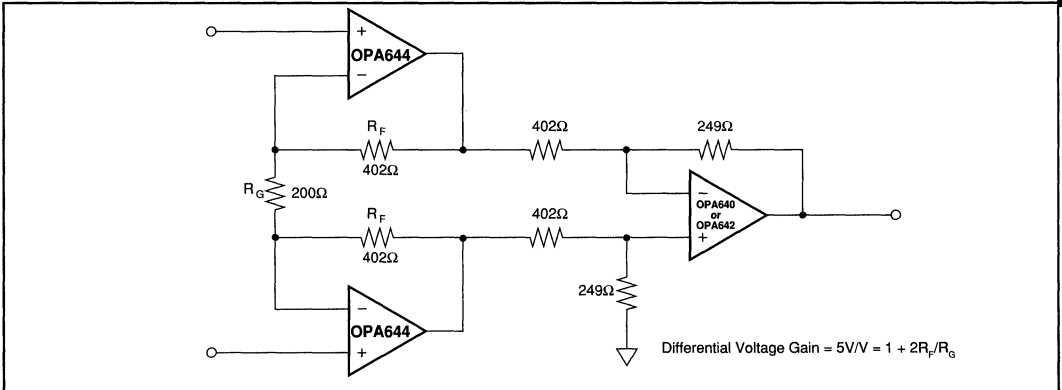 +
OPA644
−
R_F
402Ω
402Ω
249Ω
R_G
200Ω
−
OPA640
or
OPA642
+
R_F
402Ω
402Ω
249Ω
−
OPA644
+
Differential Voltage Gain = 5V/V = 1 + 2R_F/R_G